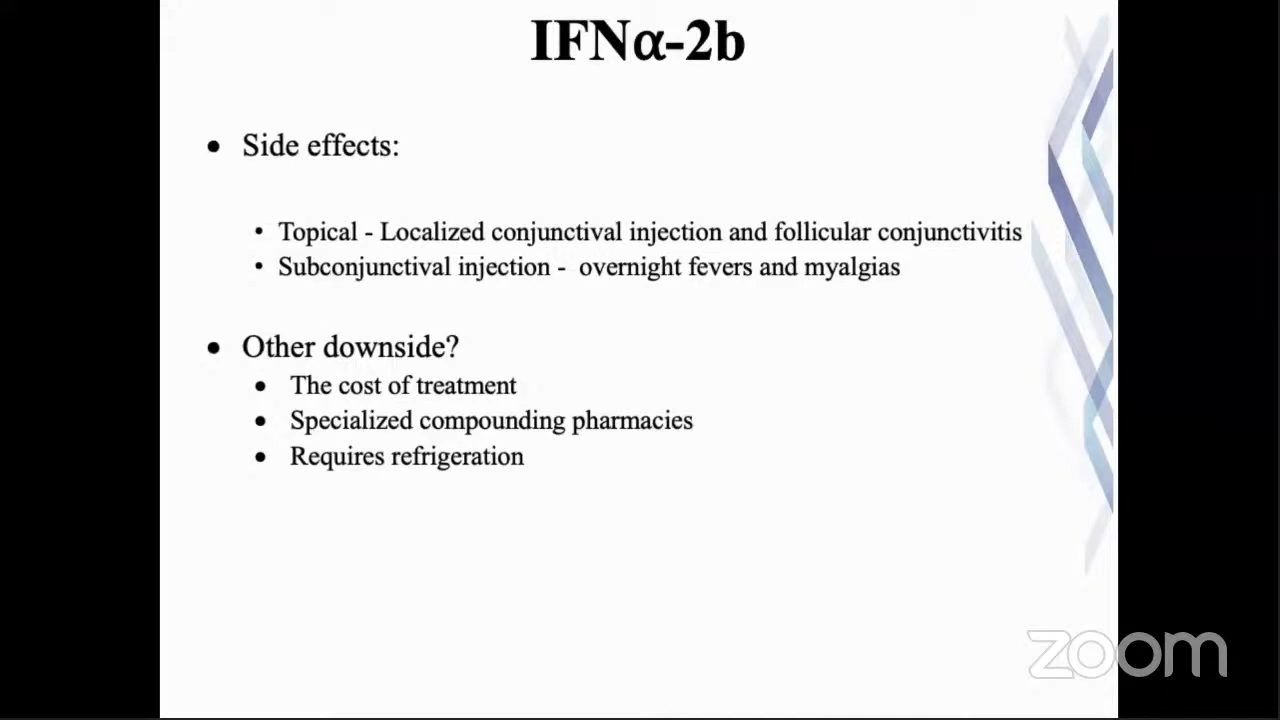 IFNα-2b
• Side effects:
• Topical - Localized conjunctival injection and follicular conjunctivitis
• Subconjunctival injection -  overnight fevers and myalgias
• Other downside?
• The cost of treatment
• Specialized compounding pharmacies
• Requires refrigeration
zoom